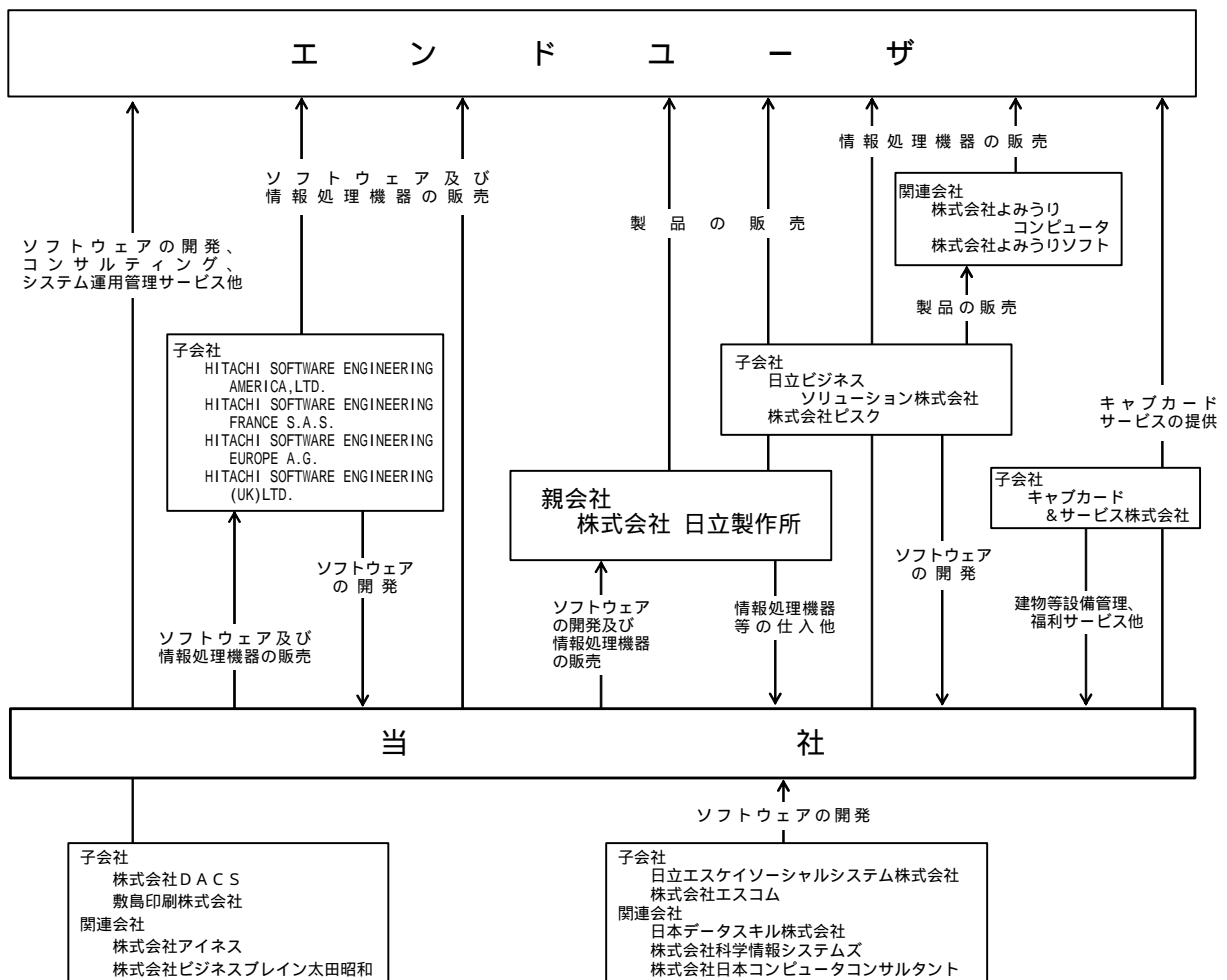 エンドユーザ
情報処理機器の販売
ソフトウェア及び
情報処理機器の販売
関連会社
株式会社よみうり
コンピュータ
株式会社よみうりソフト
製品の販売
ソフトウェアの開発、
コンサルティング、
システム運用管理サービス他
製品の販売
子会社
HITACHI SOFTWARE ENGINEERING
AMERICA,LTD.
HITACHI SOFTWARE ENGINEERING
FRANCE S.A.S.
HITACHI SOFTWARE ENGINEERING
EUROPE A.G.
HITACHI SOFTWARE ENGINEERING
(UK)LTD.
子会社
日立ビジネス
ソリューション株式会社
株式会社ビスク
キャブカード
サービスの提供
親会社
株式会社 日立製作所
子会社
キャブカード
&サービス株式会社
ソフトウェア
の開発
ソフトウェア
の開発
ソフトウェア及び
情報処理機器の販売
ソフトウェア
の開発及び
情報処理機器
の販売
情報処理機器
等の仕入他
建物等設備管理、
福利サービス他
当社
ソフトウェアの開発
子会社
株式会社DACS
敷島印刷株式会社
関連会社
株式会社アイネス
株式会社ビジネスブレイン太田昭和
子会社
日立エスケイソーシャルシステム株式会社
株式会社エスコム
関連会社
日本データスキル株式会社
株式会社科学情報システムズ
株式会社日本コンピュータコンサルタント